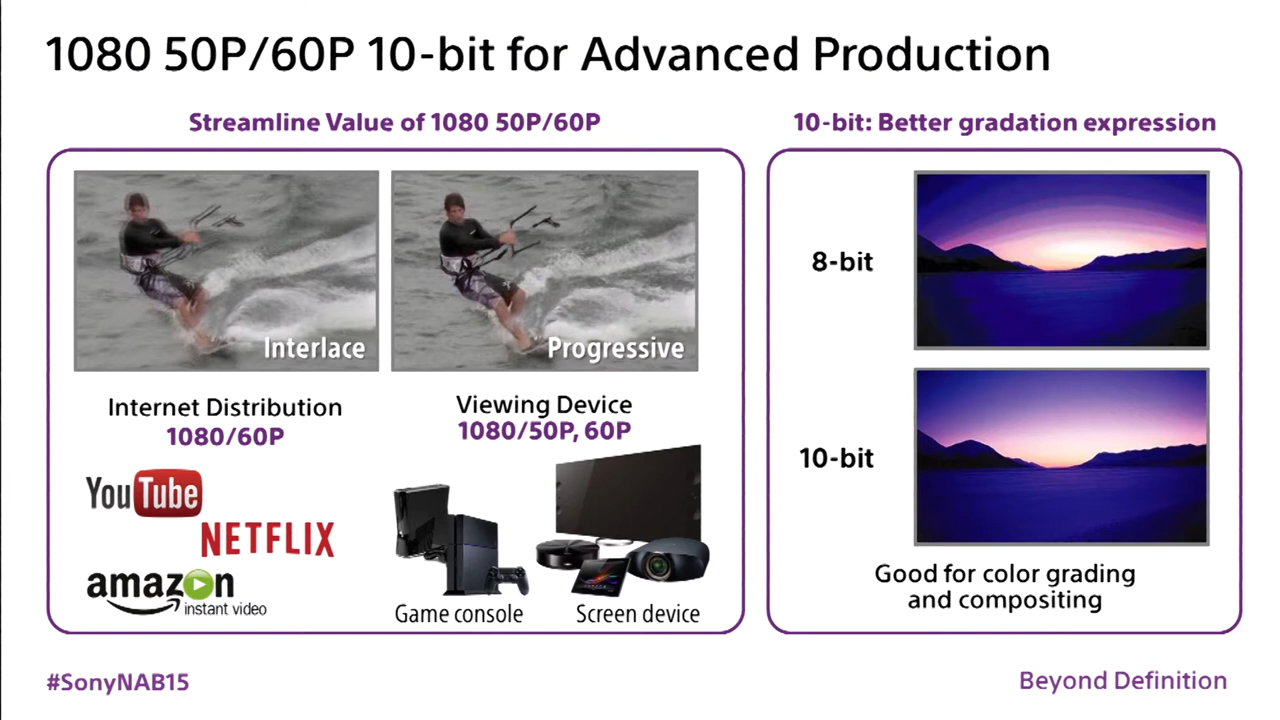 1080 50P/60P 10-bit for Advanced Production
Streamline Value of 1080 50P/60P
Interlace
Progressive
Internet Distribution
1080/60P
YouTube
NETFLIX
amazon
instant video
Viewing Device
1080/50P, 60P
Game console
Screen device
10-bit: Better gradation expression
8-bit
10-bit
Good for color grading
and compositing
#SonyNAB15
Beyond Definition